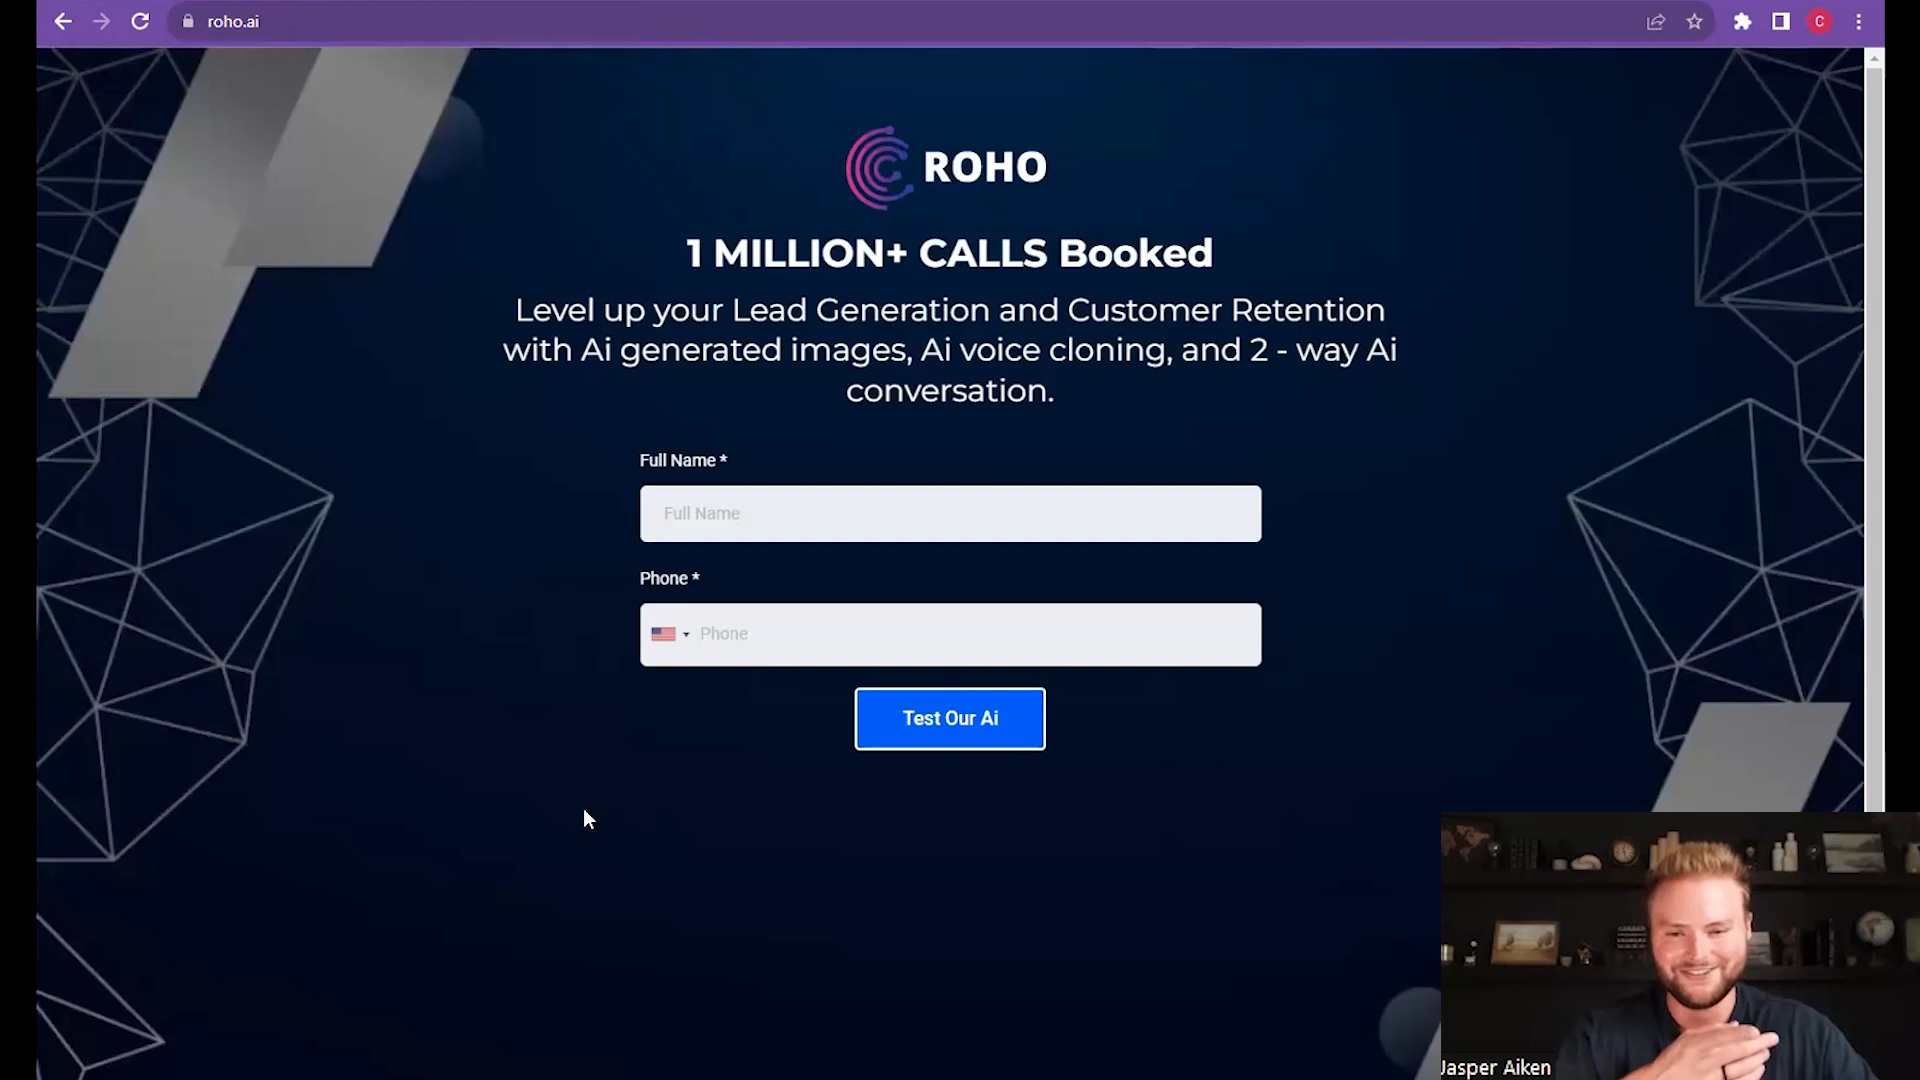 roho.ai
C
ROHO
1 MILLION+ CALLS Booked
Level up your Lead Generation and Customer Retention
with Ai generated images, Ai voice cloning, and 2 - way Ai
conversation.
Full Name *
Full Name
Phone *
Phone
Test Our Ai
Jasper Aiken